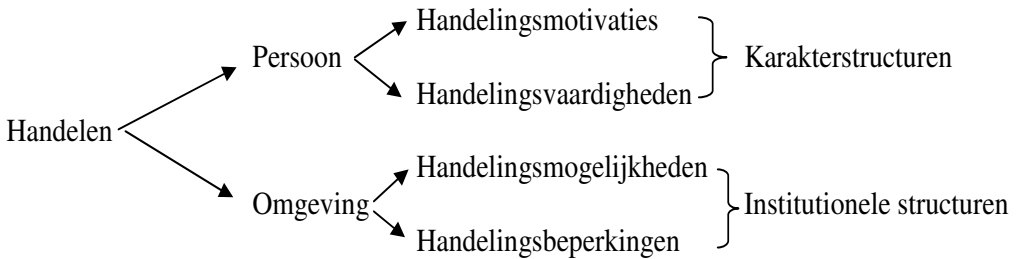 Handelingsmotivaties
Persoon
Karakterstructuren
Handelingsvaardigheden
Handelen
Handelingsmogelijkheden
Omgeving
Institutionele structuren
Handelingsbeperkingen